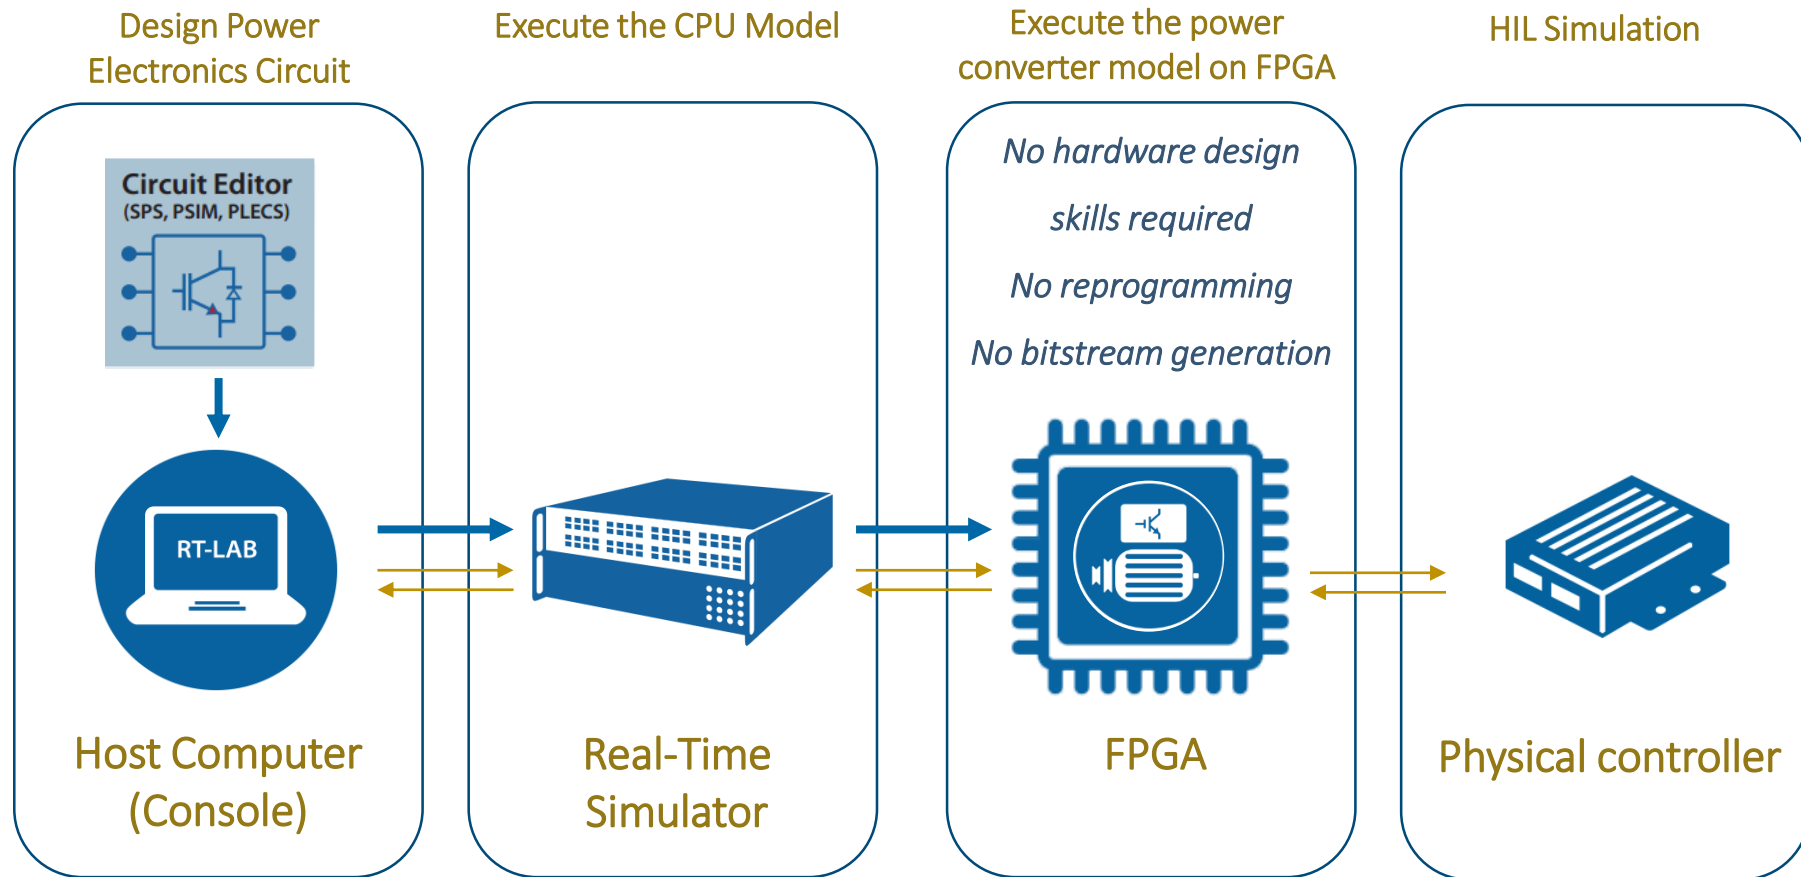 Design Power
Electronics Circuit
Execute the CPU Model
Execute the power
converter model on FPGA
HIL Simulation
Circuit Editor
(SPS, PSIM, PLECS)
RT-LAB
Host Computer
(Console)
Real-Time
Simulator
No hardware design
skills required
No reprogramming
No bitstream generation
FPGA
Physical controller